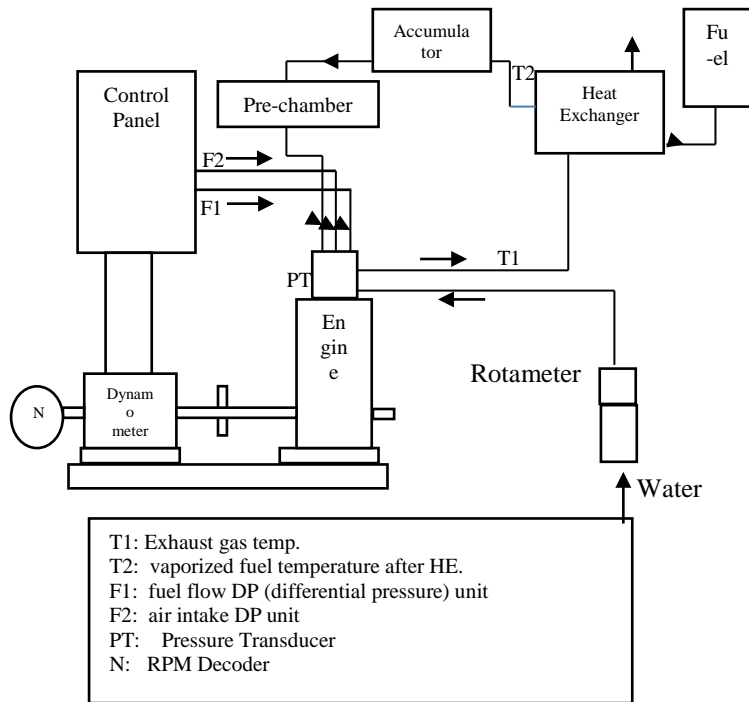 Accumula
tor
Fu
-el
T2
Control
Panel
Pre-chamber
Heat
Exchanger
F2
F1
T1
PT
En
gin
e
Rotameter
N
Dynam
o
meter
Water
T1: Exhaust gas temp.
T2: vaporized fuel temperature after HE.
F1: fuel flow DP (differential pressure) unit
F2: air intake DP unit
PT: Pressure Transducer
N: RPM Decoder